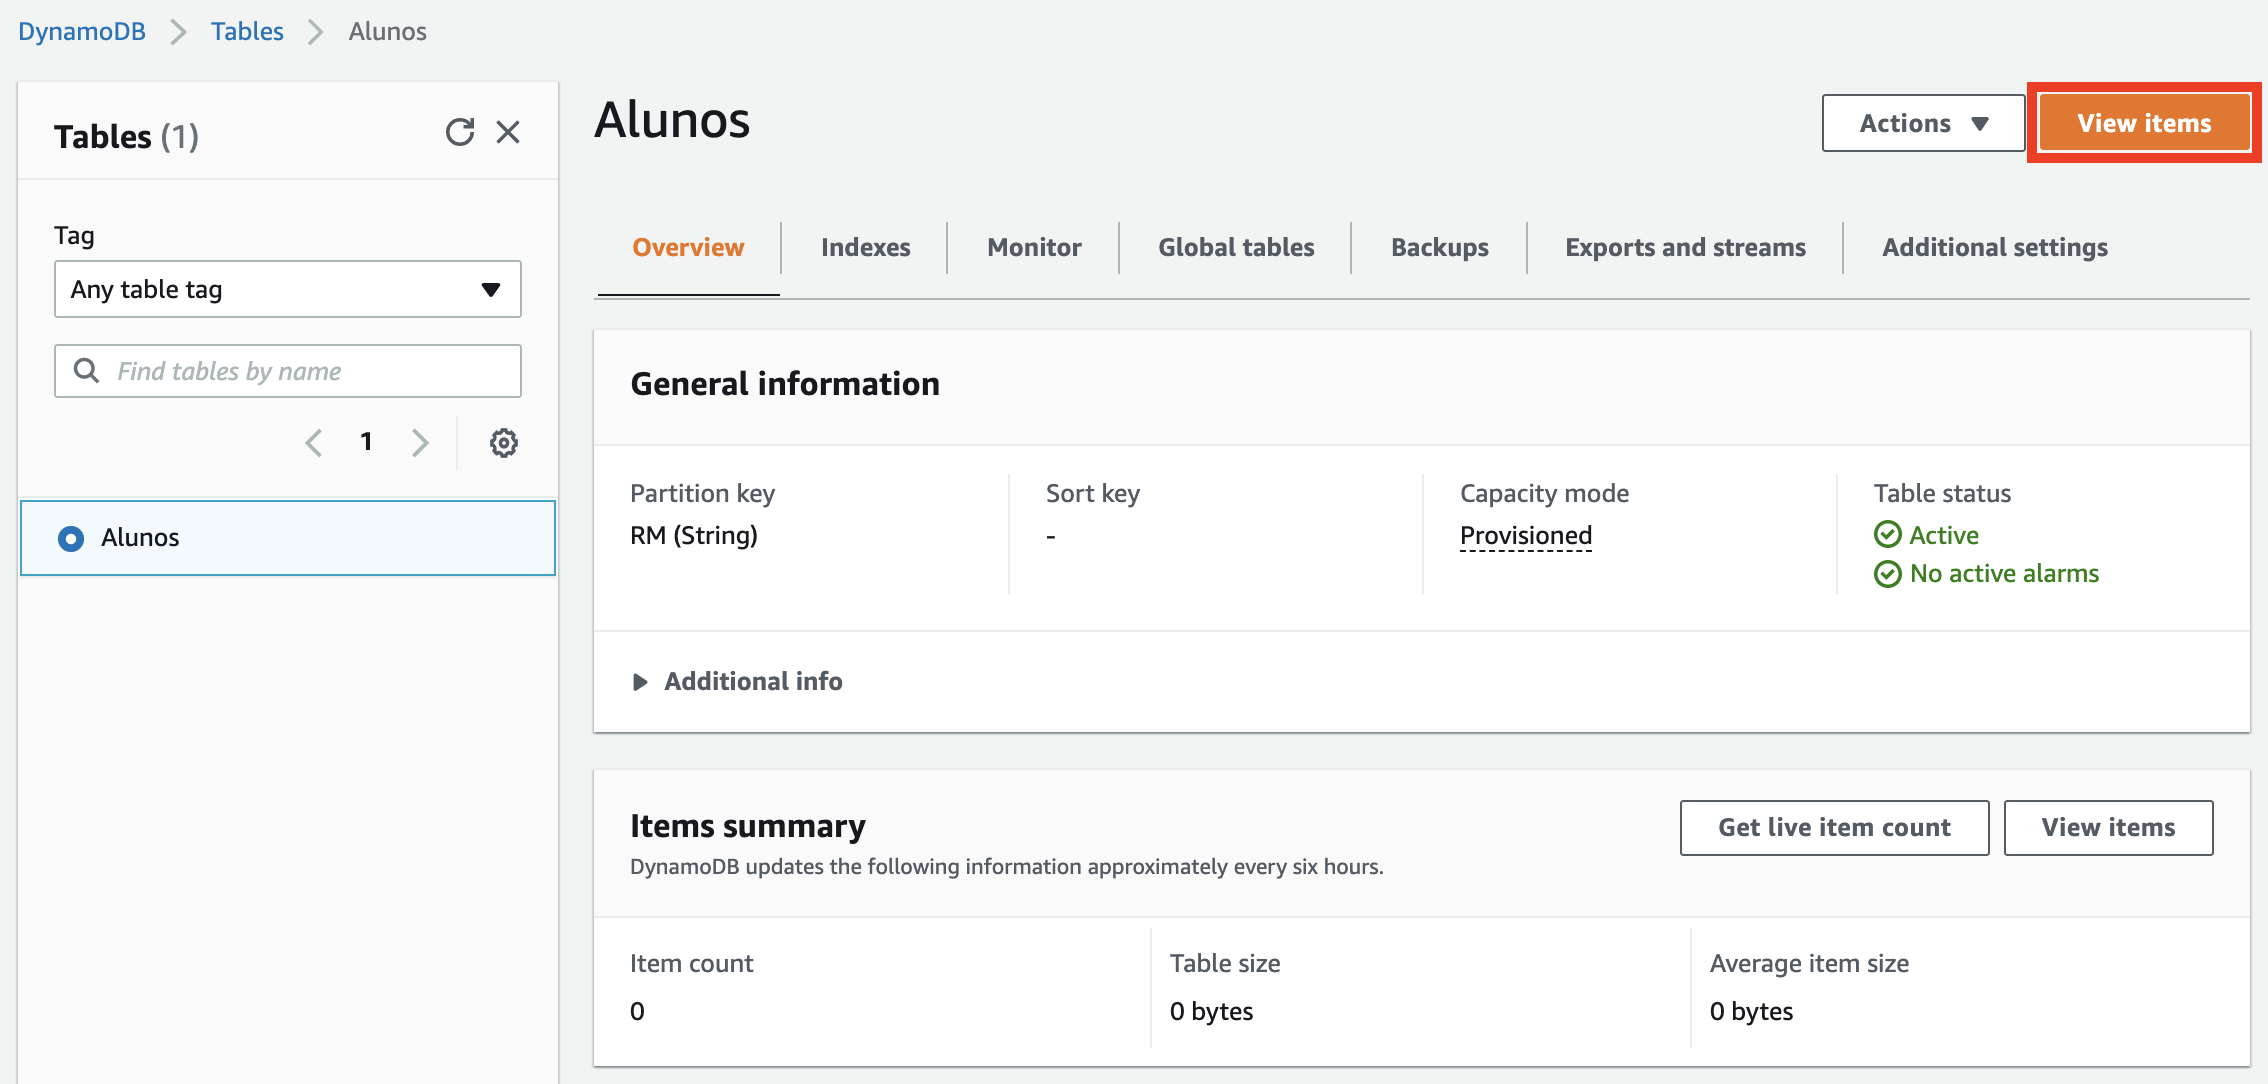 DynamoDB Tables Alunos
Tables (1)
Tag
Any table tag
Find tables by name
1
Alunos
Alunos
Actions View items
Overview Indexes Monitor Global tables Backups Exports and streams Additional settings
General information
Partition key
RM (String)
Sort key
-
Capacity mode
Provisioned
Table status
Active
No active alarms
Additional info
Items summary
DynamoDB updates the following information approximately every six hours.
Get live item count View items
Item count
0
Table size
0 bytes
Average item size
0 bytes